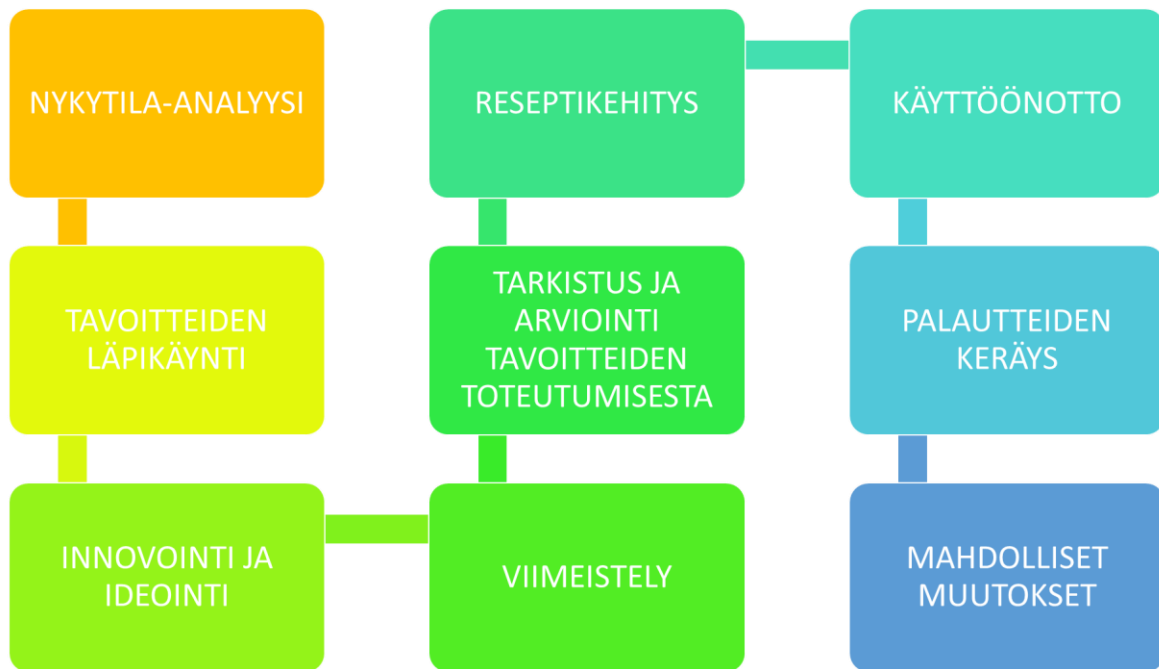 NYKYTILA-ANALYYSI
TAVOITTEIDEN
LÄPIKÄYNTI
INNOVOINTI JA
IDEOINTI
VIIMEISTELY
TARKISTUS JA
ARVIOINTI
TAVOITTEIDEN
TOTEUTUMISESTA
RESEPTIKEHITYS
KÄYTTÖÖNOTTO
PALAUTTEIDEN
KERÄYS
MAHDOLLISET
MUUTOKSET